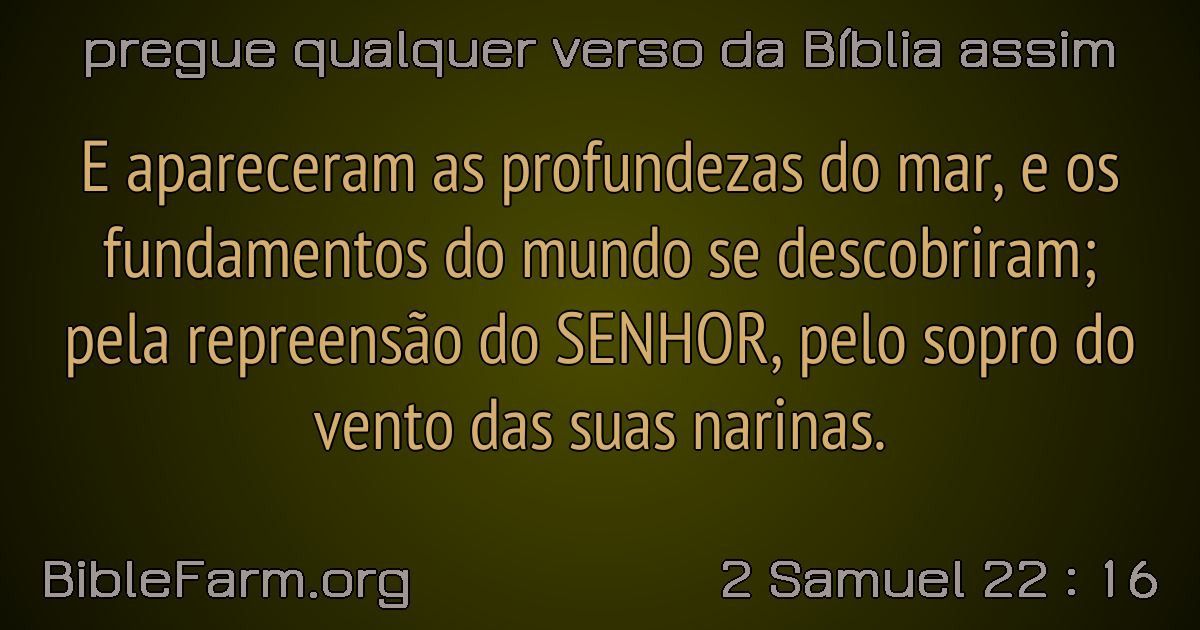 pregue qualquer verso da Bíblia assim
E apareceram as profundezas do mar, e os
fundamentos do mundo se descobriram;
pela repreensão do SENHOR, pelo sopro do
vento das suas narinas.
BibleFarm.org
2 Samuel 22 : 16